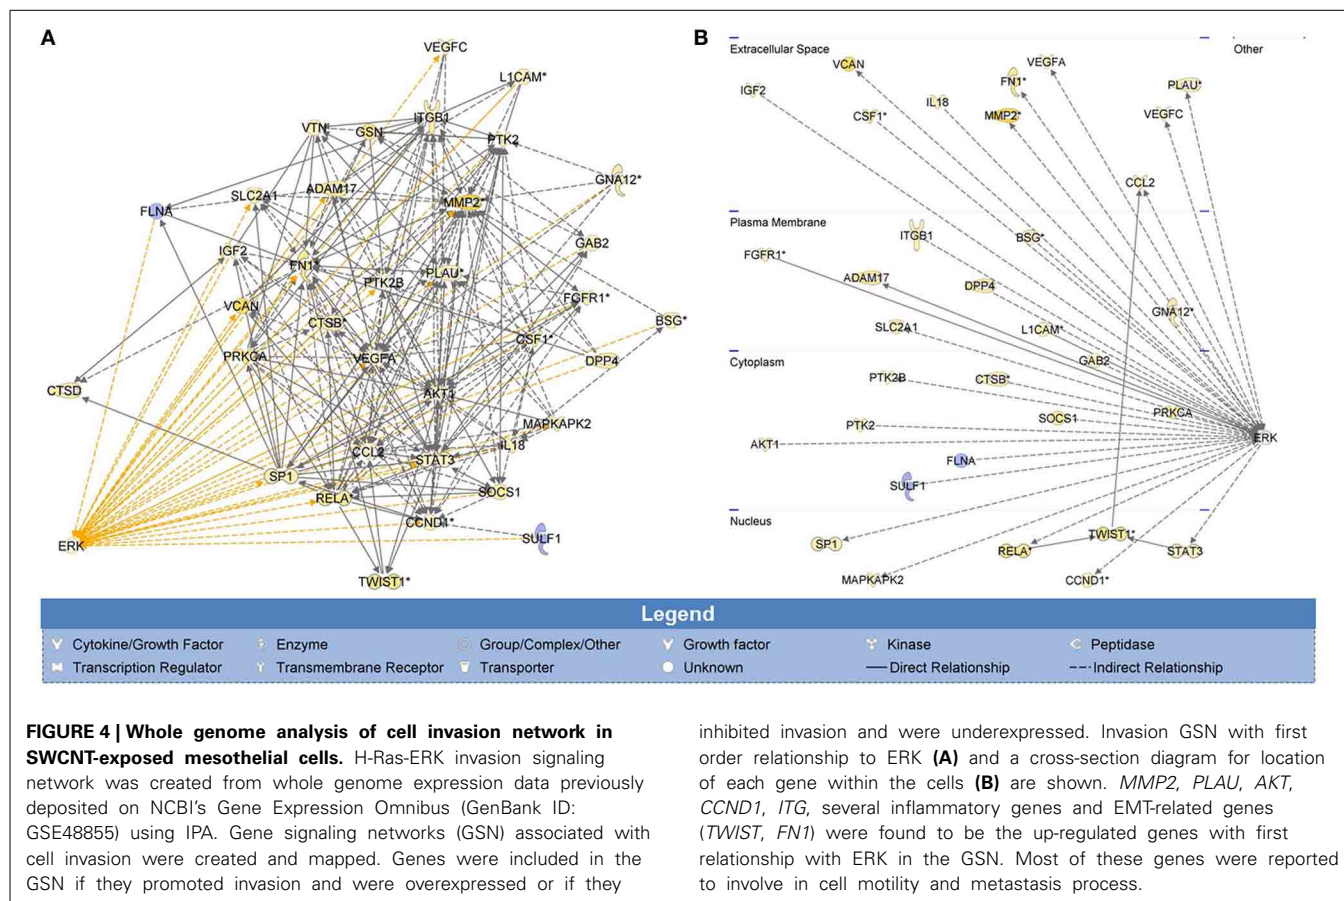 A
VEGFC
L1CAM*
ITGB1
VTN*
GSN
PTK2
GNA12*
SLC2A1
ADAM17
MMP2*
FLNA
IGF2
GAB2
FN1*
PTK2B
PLAU*
VCAN
FGFR1*
CTSB*
BSG*
CSF1*
PRKCA
VEGFA
DPP4
CTSD
AKT1
MAPKAPK2
IL18
CCL2
STAT3
SP1
RELA*
SOCS1
CCND1*
SULF1
ERK
TWIST1*
B
Extracellular Space
Other
VCAN
VEGFA
IGF2
FN1*
PLAU*
IL18
CSF1*
MMP2*
VEGFC
CCL2
Plasma Membrane
ITGB1
BSG*
FGFR1*
ADAM17
DPP4
GNA12*
SLC2A1
L1CAM*
Cytoplasm
GAB2
PTK2B
CTSB*
SOCS1
PRKCA
PTK2
AKT1
ERK
FLNA
SULF1
Nucleus
SP1
RELA*
TWIST1*
STAT3
MAPKAPK2
CCND1*
Legend
Cytokine/Growth Factor
Enzyme
Group/Complex/Other
Growth factor
Kinase
Peptidase
Transcription Regulator
Transmembrane Receptor
Transporter
Unknown
Direct Relationship
Indirect Relationship
FIGURE 4 | Whole genome analysis of cell invasion network in
SWCNT-exposed mesothelial cells. H-Ras-ERK invasion signaling
network was created from whole genome expression data previously
deposited on NCBI's Gene Expression Omnibus (GenBank ID:
GSE48855) using IPA. Gene signaling networks (GSN) associated with
cell invasion were created and mapped. Genes were included in the
GSN if they promoted invasion and were overexpressed or if they
inhibited invasion and were underexpressed. Invasion GSN with first
order relationship to ERK (A) and a cross-section diagram for location
of each gene within the cells (B) are shown. MMP2, PLAU, AKT,
CCND1, ITG, several inflammatory genes and EMT-related genes
(TWIST, FN1) were found to be the up-regulated genes with first
relationship with ERK in the GSN. Most of these genes were reported
to involve in cell motility and metastasis process.